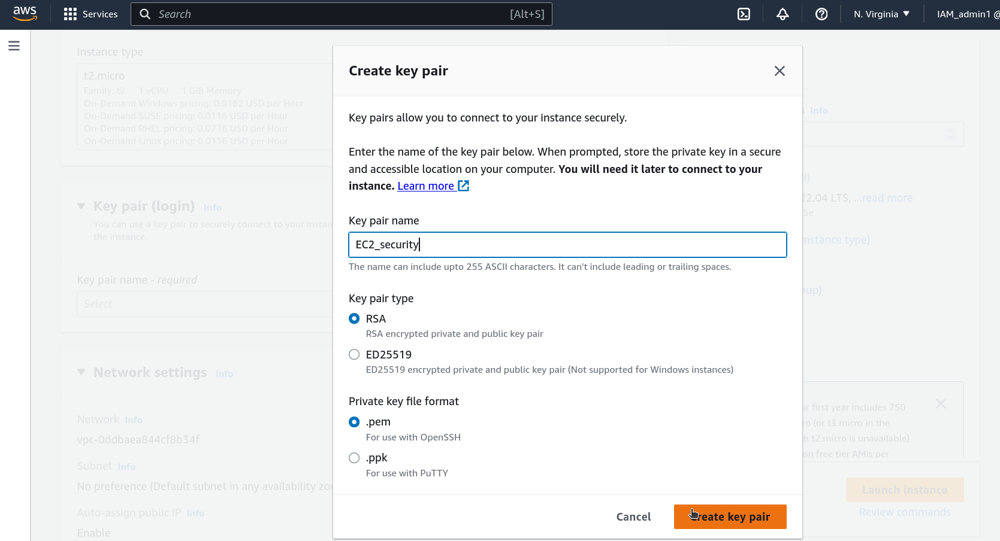 aws
Services
Search
[Alt+S]
N. Virginia
IAM_admin1 @
Instance type
t2.micro
Family: t2 1 vCPU 1 GiB Memory
On-Demand Windows pricing: 0.0162 USD per Hour
On-Demand SUSE pricing: 0.0116 USD per Hour
On-Demand RHEL pricing: 0.0716 USD per Hour
On-Demand Linux pricing: 0.0116 USD per Hour
Key pair (login) Info
You can use a key pair to securely connect to your instan
the instance.
Key pair name - required
Select
Network settings Info
Network Info
vpc-0ddbaea844cf8b34f
Subnet Info
No preference (Default subnet in any availability zo
Auto-assign public IP Info
Enable
Create key pair
Key pairs allow you to connect to your instance securely.
Enter the name of the key pair below. When prompted, store the private key in a secure
and accessible location on your computer. You will need it later to connect to your
instance. Learn more
Key pair name
EC2_security
The name can include upto 255 ASCII characters. It can't include leading or trailing spaces.
Key pair type
RSA
RSA encrypted private and public key pair
ED25519
ED25519 encrypted private and public key pair (Not supported for Windows instances)
Private key file format
.pem
For use with OpenSSH
.ppk
For use with PuTTY
Cancel
Create key pair
s Info
22.04 LTS, ...read more
5e
nstance type)
oup)
ur first year includes 750
ro (or t3.micro in the
h t2.micro is unavailable)
on free tier AMIs per
Launch instance
Review commands